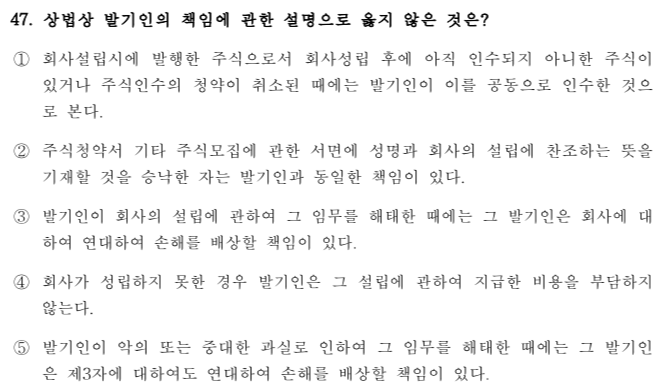 47. 상법상 발기인의 책임에 관한 설명으로 옳지 않은 것은?
① 회사설립시에 발행한 주식으로서 회사성립 후에 아직 인수되지 아니한 주식이
있거나 주식인수의 청약이 취소된 때에는 발기인이 이를 공동으로 인수한 것으
로 본다.
② 주식청약서 기타 주식모집에 관한 서면에 성명과 회사의 설립에 찬조하는 뜻을
기재할 것을 승낙한 자는 발기인과 동일한 책임이 있다.
③ 발기인이 회사의 설립에 관하여 그 임무를 해태한 때에는 그 발기인은 회사에 대
하여 연대하여 손해를 배상할 책임이 있다.
④ 회사가 성립하지 못한 경우 발기인은 그 설립에 관하여 지급한 비용을 부담하지
않는다.
⑤ 발기인이 악의 또는 중대한 과실로 인하여 그 임무를 해태한 때에는 그 발기인
은 제3자에 대하여도 연대하여 손해를 배상할 책임이 있다.